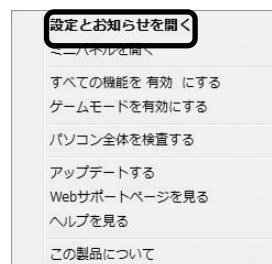 設定とお知らせを開く
ミニパネルを開く
すべての機能を 有効 にする
ゲームモードを有効にする
パソコン全体を検査する
アップデートする
Webサポートページを見る
ヘルプを見る
この製品について